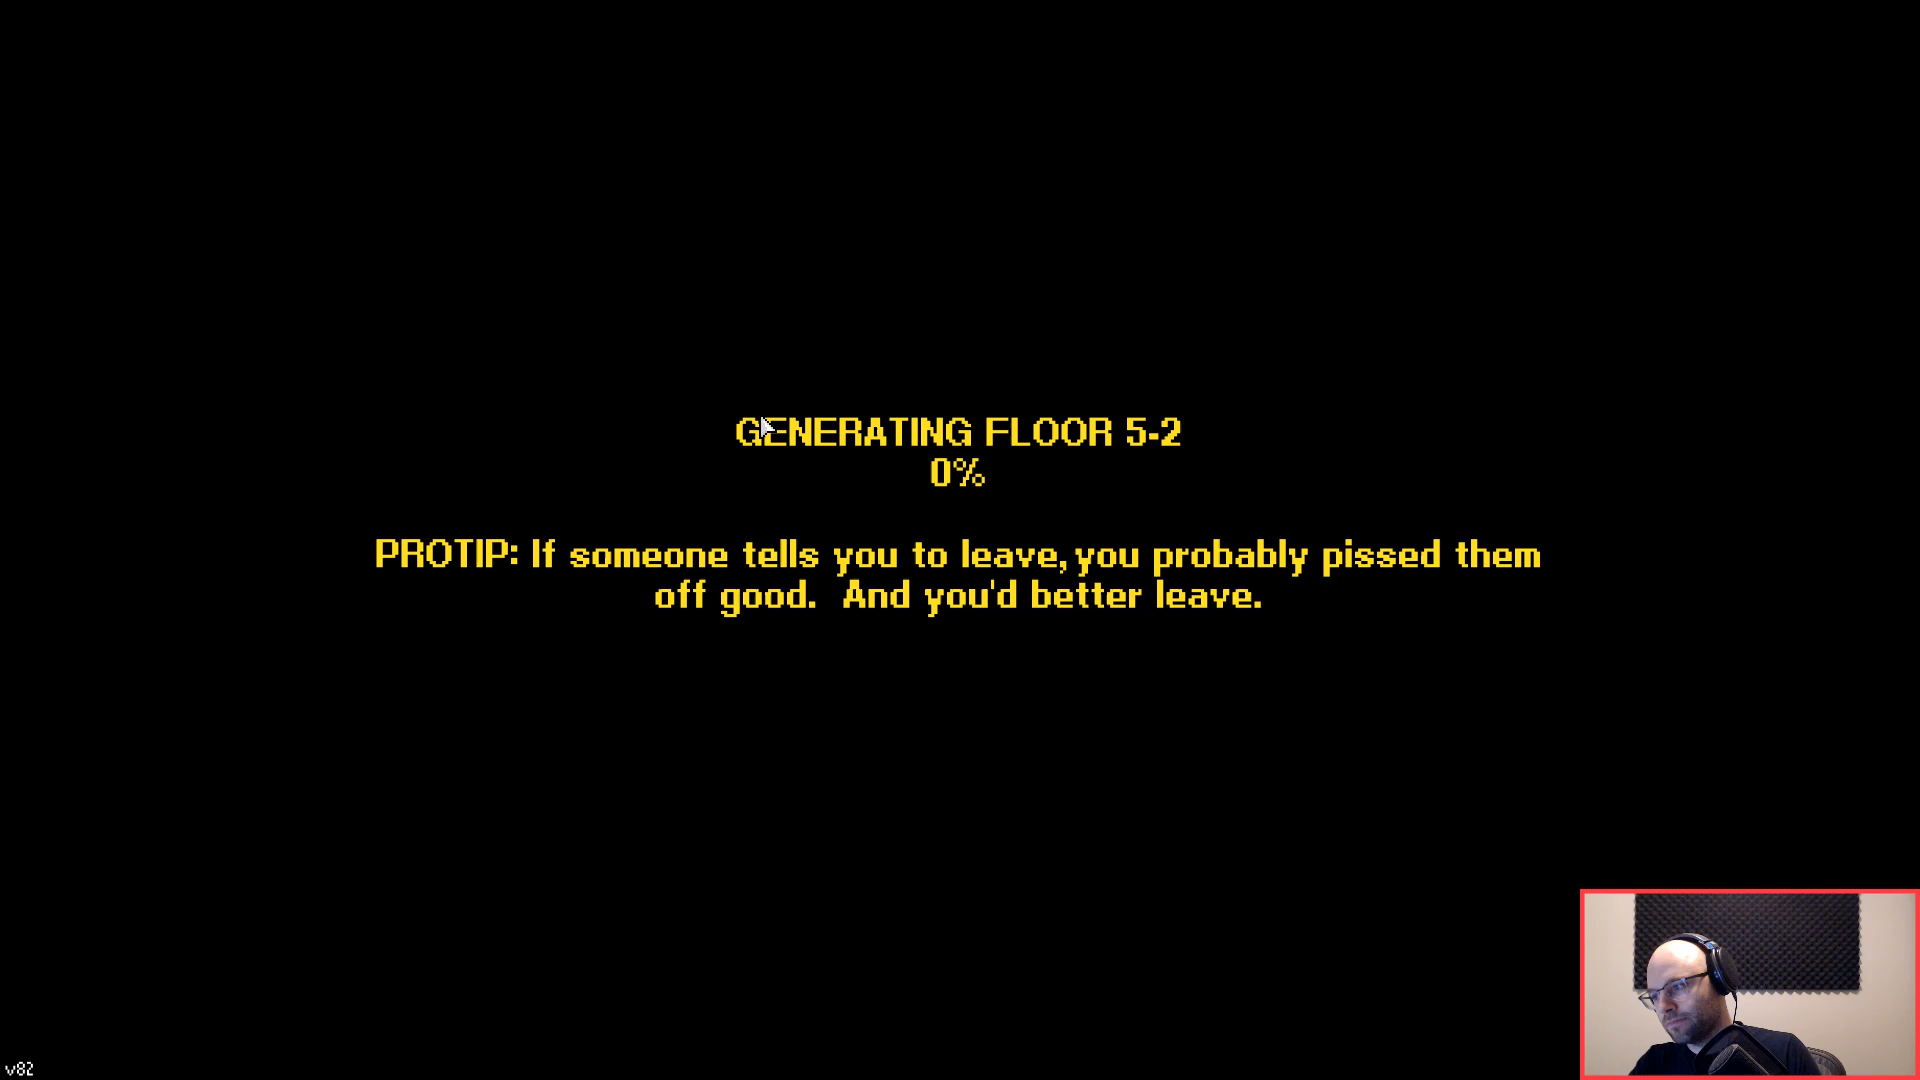 GENERATING FLOOR 5-2
0%
PROTIP: If someone tells you to leave, you probably pissed them
off good.  And you'd better leave.
v82